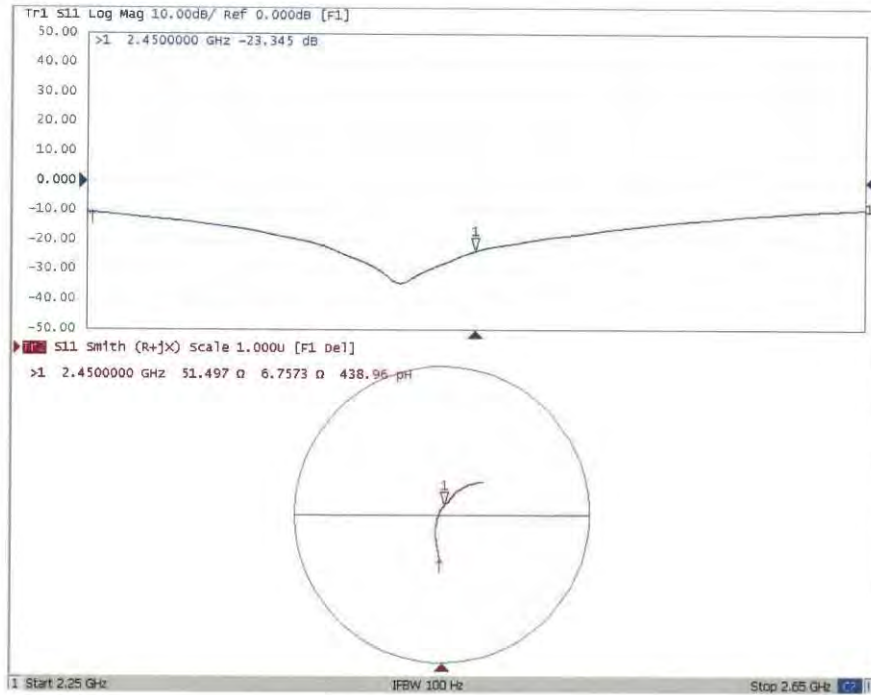 Tr1 S11 Log Mag 10.00dB/ Ref 0.000dB [F1]
50.00
>1 2.4500000 GHz -23.345 dB
40.00
30.00
20.00
10.00
0.000
-10.00
1
-20.00
1
-30.00
-40.00
-50.00
Tr2 S11 Smith (R+jX) Scale 1.000U [F1 Del]
>1 2.4500000 GHz 51.497 Ω 6.7573 Ω 438.96 pH
1
1 Start 2.25 GHz IFBW 100 Hz Stop 2.65 GHz C?